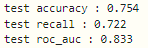 test accuracy : 0.754
test recall : 0.722
test roc_auc : 0.833